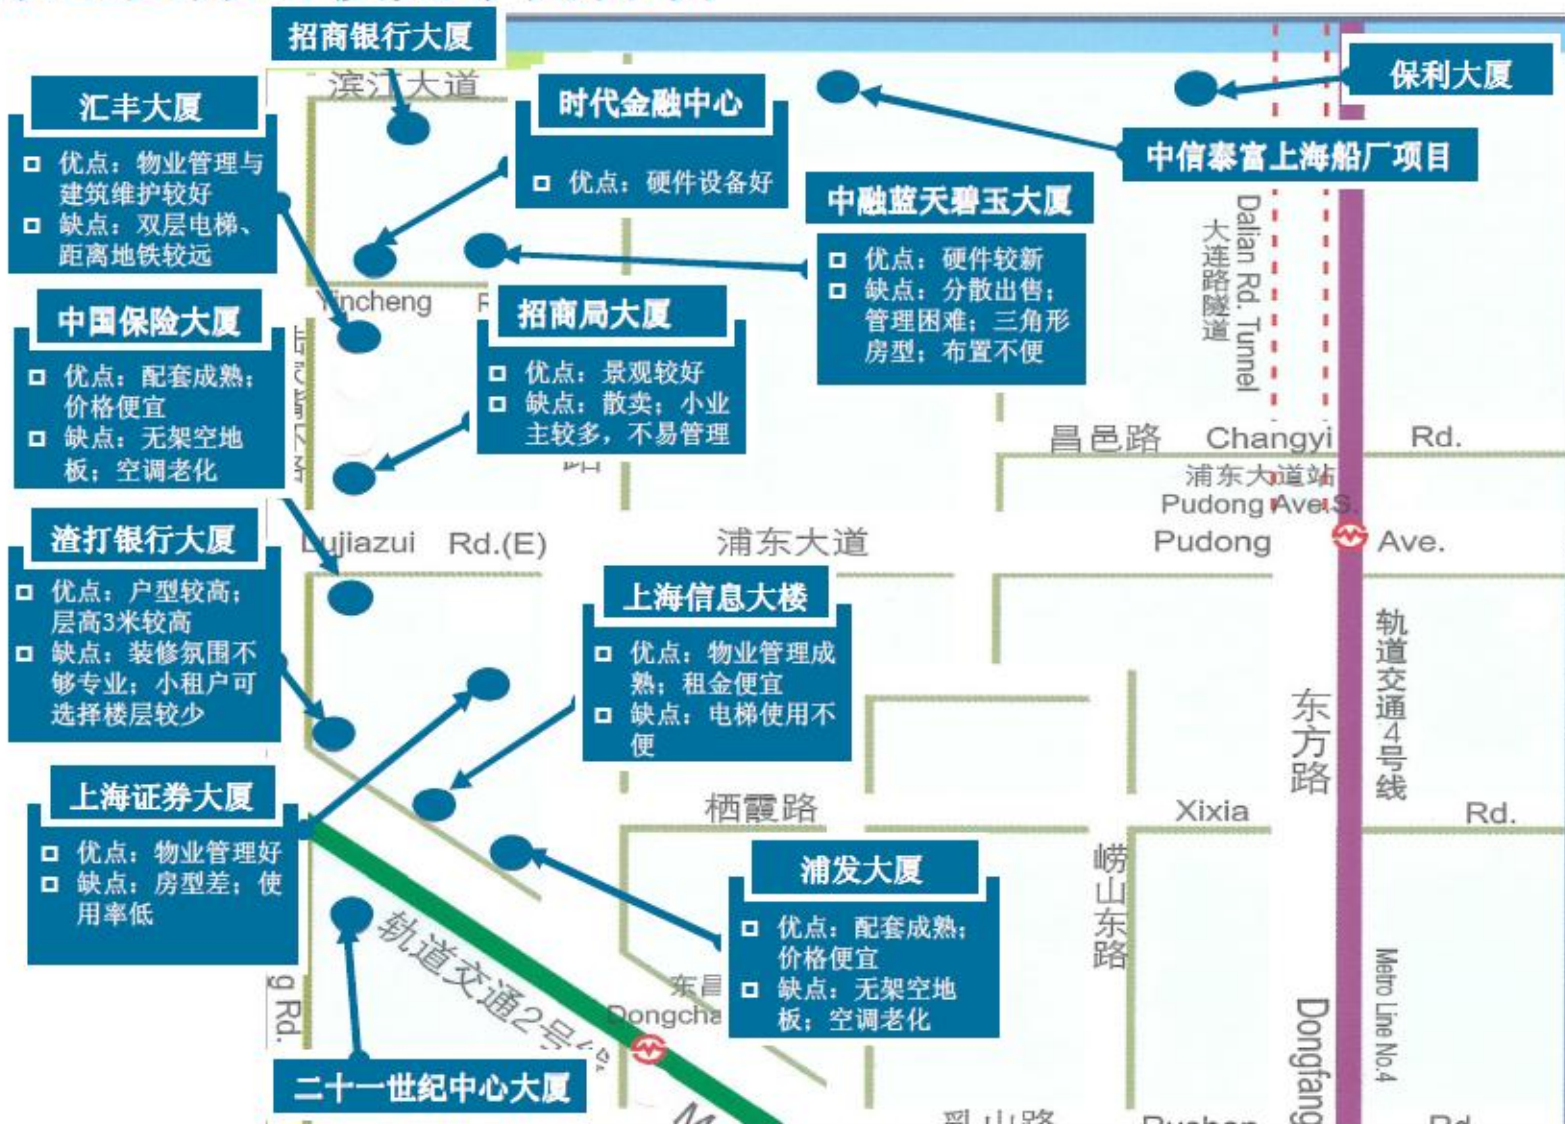 招商银行大厦
滨江大道
保利大厦
汇丰大厦
优点：物业管理与
建筑维护较好
缺点：双层电梯、
距离地铁较远
时代金融中心
优点：硬件设备好
中信泰富上海船厂项目
中融蓝天碧玉大厦
优点：硬件较新
缺点：分散出售；
管理困难；三角形
房型；布置不便
大连路隧道
Dalian Rd. Tunnel
Yincheng
中国保险大厦
优点：配套成熟；
价格便宜
缺点：无架空地
板；空调老化
招商局大厦
优点：景观较好
缺点：散卖；小业
主较多，不易管理
昌邑路 Changyi Rd.
浦东大道站
Pudong Ave.S.
渣打银行大厦
优点：户型较高；
层高3米较高
缺点：装修氛围不
够专业；小租户可
选择楼层较少
Lujiazui Rd.(E)
浦东大道 Pudong Ave.
上海信息大楼
优点：物业管理成
熟；租金便宜
缺点：电梯使用不
便
轨道交通4号线
东方路
上海证券大厦
优点：物业管理好
缺点：房型差；使
用率低
栖霞路 Xixia Rd.
崂山东路
浦发大厦
优点：配套成熟；
价格便宜
缺点：无架空地
板；空调老化
轨道交通2号线
g Rd.
东昌
Dongcha
Metro Line No.4
Dongfang
二十一世纪中心大厦